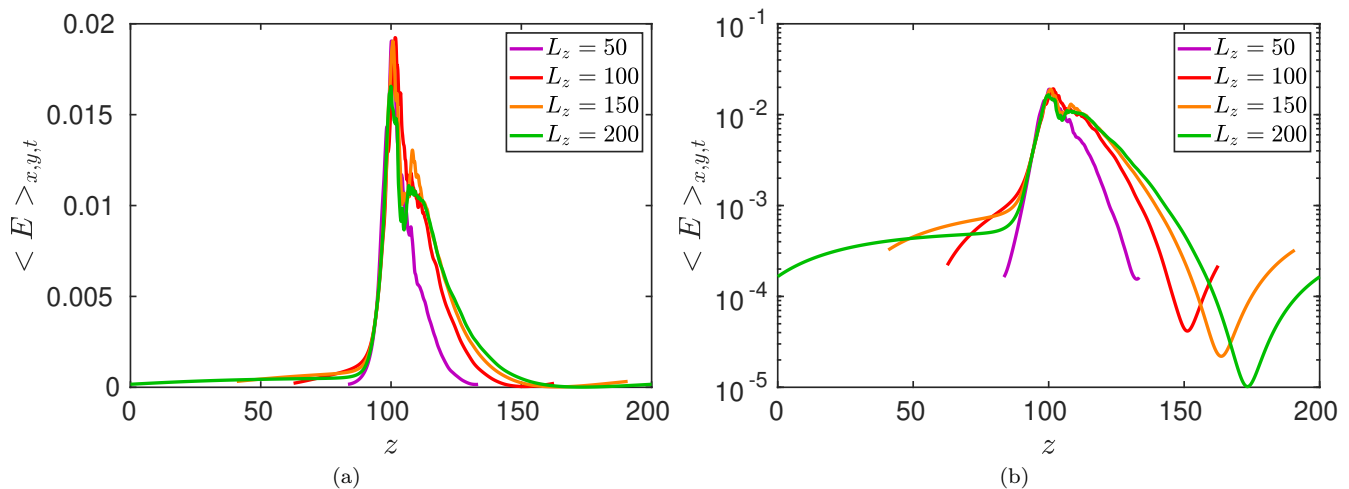 0.02
0.015
0.01
0.005
0
0
50
100
150
200
< E >x,y,t
z
L_z = 50
L_z = 100
L_z = 150
L_z = 200
(a)
10^-1
10^-2
10^-3
10^-4
10^-5
0
50
100
150
200
< E >x,y,t
z
L_z = 50
L_z = 100
L_z = 150
L_z = 200
(b)